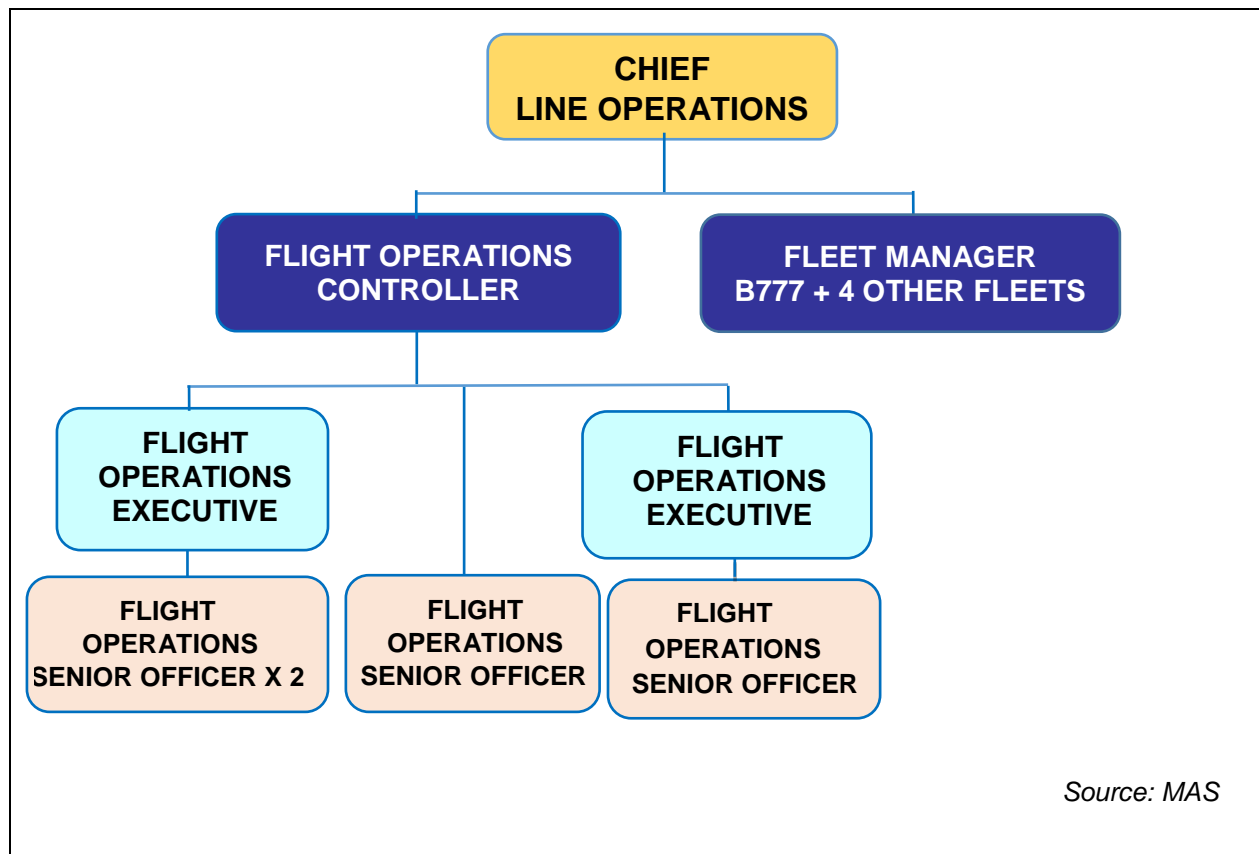 CHIEF
LINE OPERATIONS
FLIGHT OPERATIONS
CONTROLLER
FLEET MANAGER
B777 + 4 OTHER FLEETS
FLIGHT
OPERATIONS
EXECUTIVE
FLIGHT
OPERATIONS
EXECUTIVE
FLIGHT
OPERATIONS
SENIOR OFFICER X 2
FLIGHT
OPERATIONS
SENIOR OFFICER
FLIGHT
OPERATIONS
SENIOR OFFICER
Source: MAS